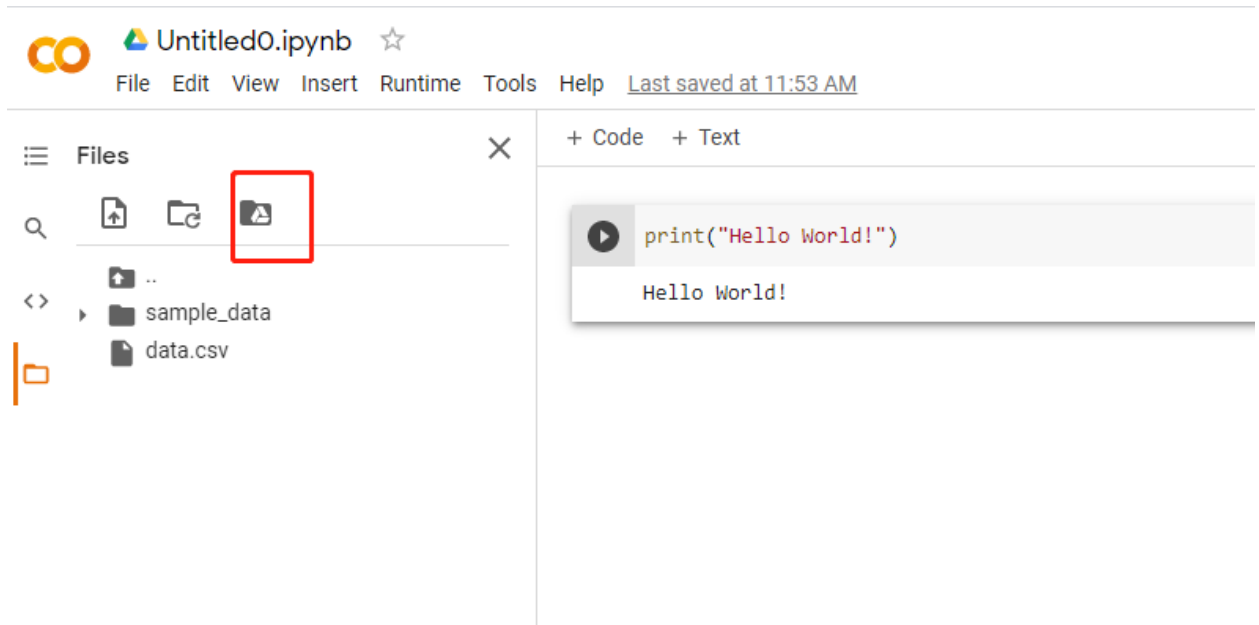 Untitled0.ipynb
File Edit View Insert Runtime Tools Help Last saved at 11:53 AM
Files
+ Code + Text
..
sample_data
data.csv
print("Hello World!")
Hello World!